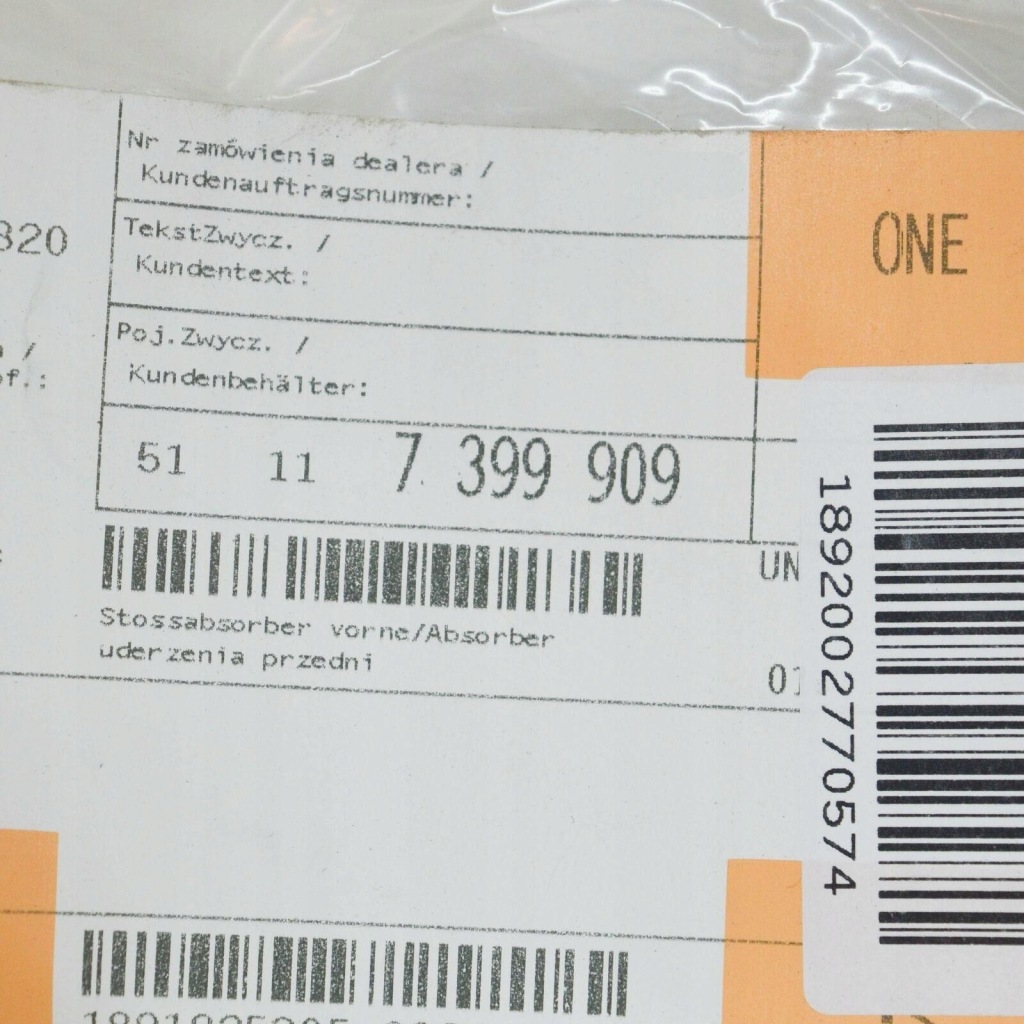 Nr zamówienia dealera /
Kundenauftragsnummer:
TekstZwycz. /
Kundentext:
Poj.Zwycz. /
Kundenbehälter:
51 11 7 399 909
Stossabsorber vorne/Absorber
uderzenia przedni
820
/
ONE
UN
1892002770574